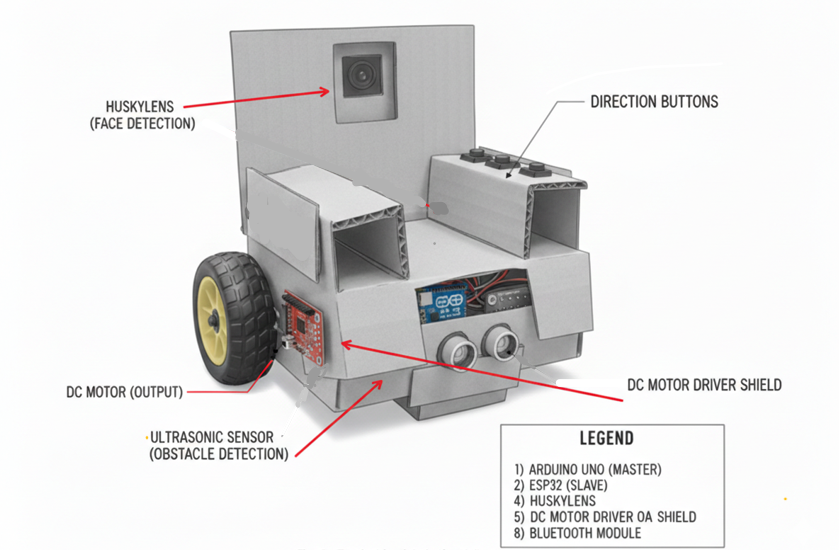 HUSKYLENS
(FACE DETECTION)
DIRECTION BUTTONS
DC MOTOR (OUTPUT)
DC MOTOR DRIVER SHIELD
ULTRASONIC SENSOR
(OBSTACLE DETECTION)
LEGEND
1) ARDUINO UNO (MASTER)
2) ESP32 (SLAVE)
4) HUSKYLENS
5) DC MOTOR DRIVER OA SHIELD
8) BLUETOOTH MODULE